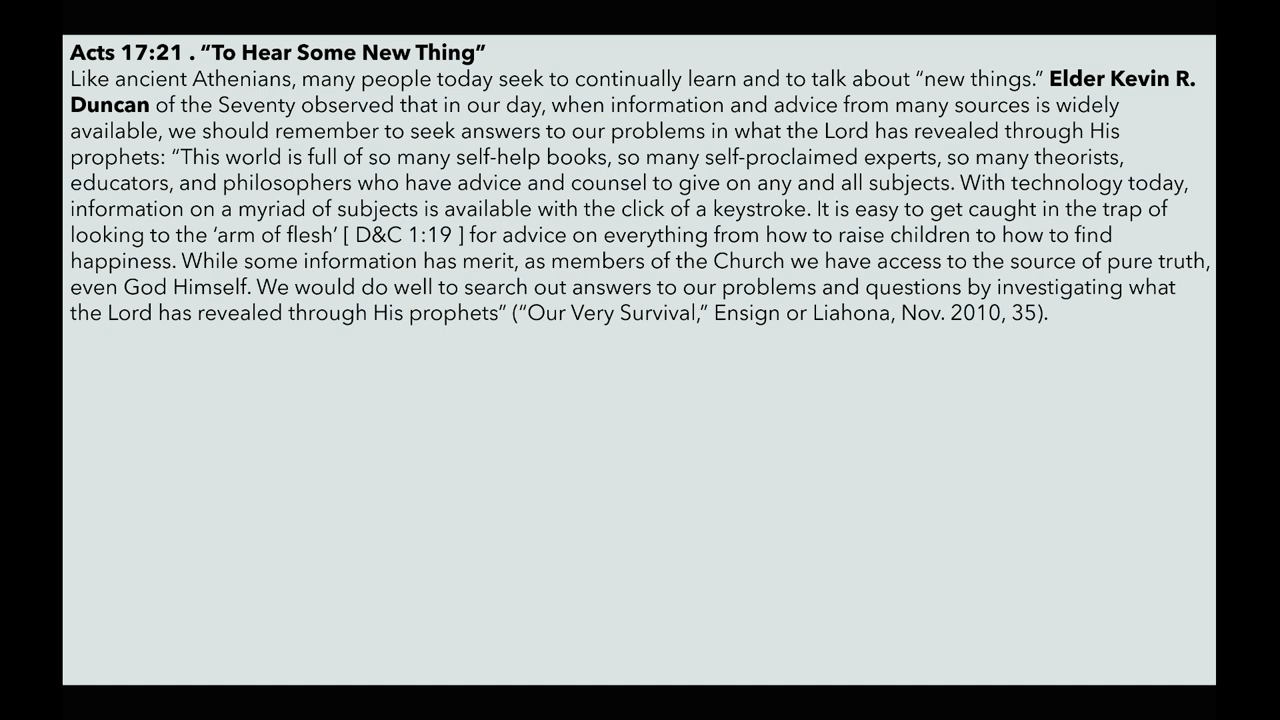 Acts 17:21 . “To Hear Some New Thing”
Like ancient Athenians, many people today seek to continually learn and to talk about “new things.” Elder Kevin R.
Duncan of the Seventy observed that in our day, when information and advice from many sources is widely
available, we should remember to seek answers to our problems in what the Lord has revealed through His
prophets: “This world is full of so many self-help books, so many self-proclaimed experts, so many theorists,
educators, and philosophers who have advice and counsel to give on any and all subjects. With technology today,
information on a myriad of subjects is available with the click of a keystroke. It is easy to get caught in the trap of
looking to the ‘arm of flesh’ [ D&C 1:19 ] for advice on everything from how to raise children to how to find
happiness. While some information has merit, as members of the Church we have access to the source of pure truth,
even God Himself. We would do well to search out answers to our problems and questions by investigating what
the Lord has revealed through His prophets” (“Our Very Survival,” Ensign or Liahona, Nov. 2010, 35).